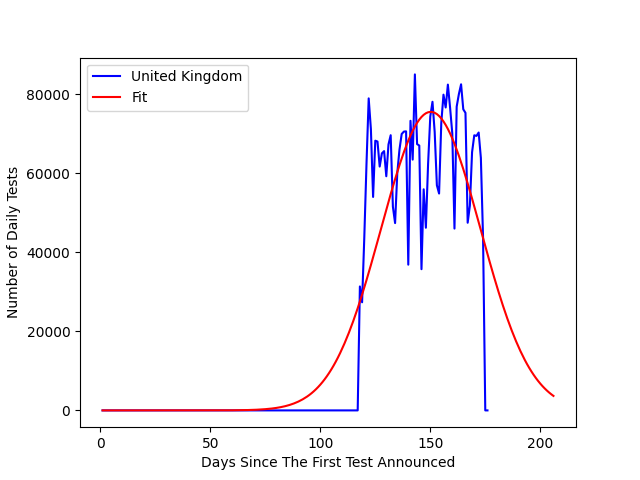 United Kingdom
Fit
80000
60000
40000
20000
0
Number of Daily Tests
0 50 100 150 200
Days Since The First Test Announced